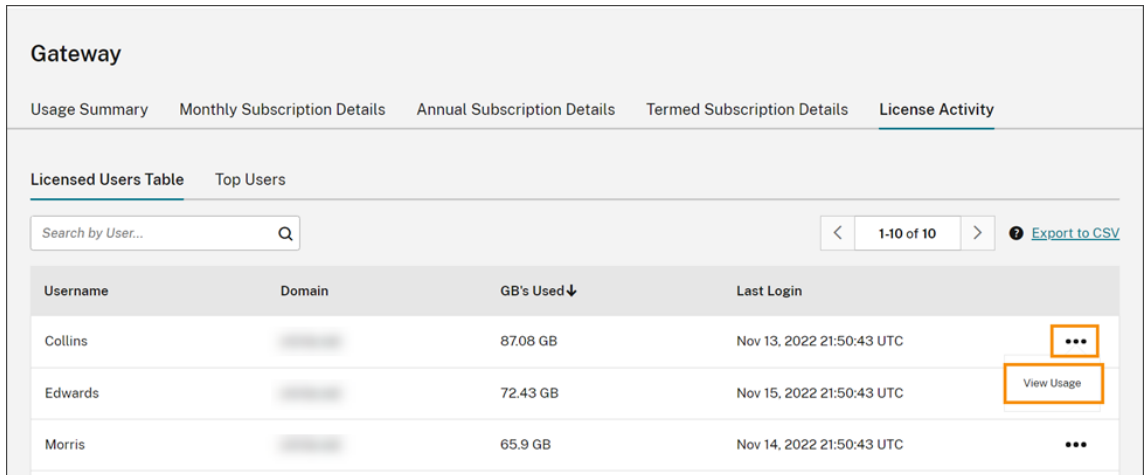 Gateway
Usage Summary Monthly Subscription Details Annual Subscription Details Termed Subscription Details License Activity
Licensed Users Table Top Users
Search by User... 1-10 of 10 ? Export to CSV
Username Domain GB's Used Last Login
Collins 87.08 GB Nov 13, 2022 21:50:43 UTC
Edwards 72.43 GB Nov 15, 2022 21:50:43 UTC View Usage
Morris 65.9 GB Nov 14, 2022 21:50:43 UTC